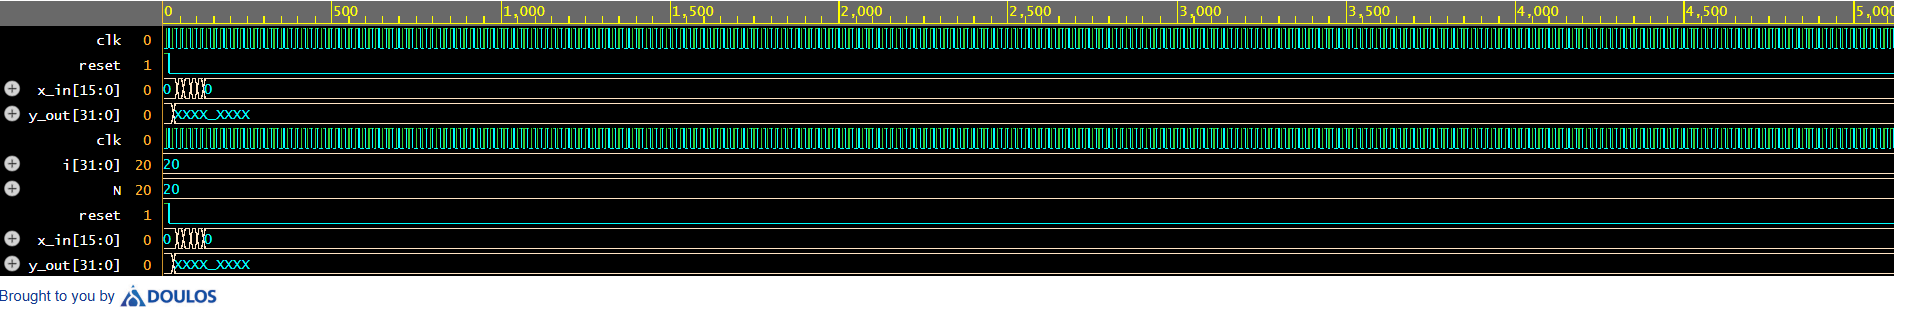 0 500 1,000 1,500 2,000 2,500 3,000 3,500 4,000 4,500
clk 0
reset 1
x_in[15:0] 0 0 0
y_out[31:0] 0 XXXX_XXXX
clk 0
i[31:0] 20 20
N 20 20
reset 1
x_in[15:0] 0 0 0
y_out[31:0] 0 XXXX_XXXX
Brought to you by DOULOS